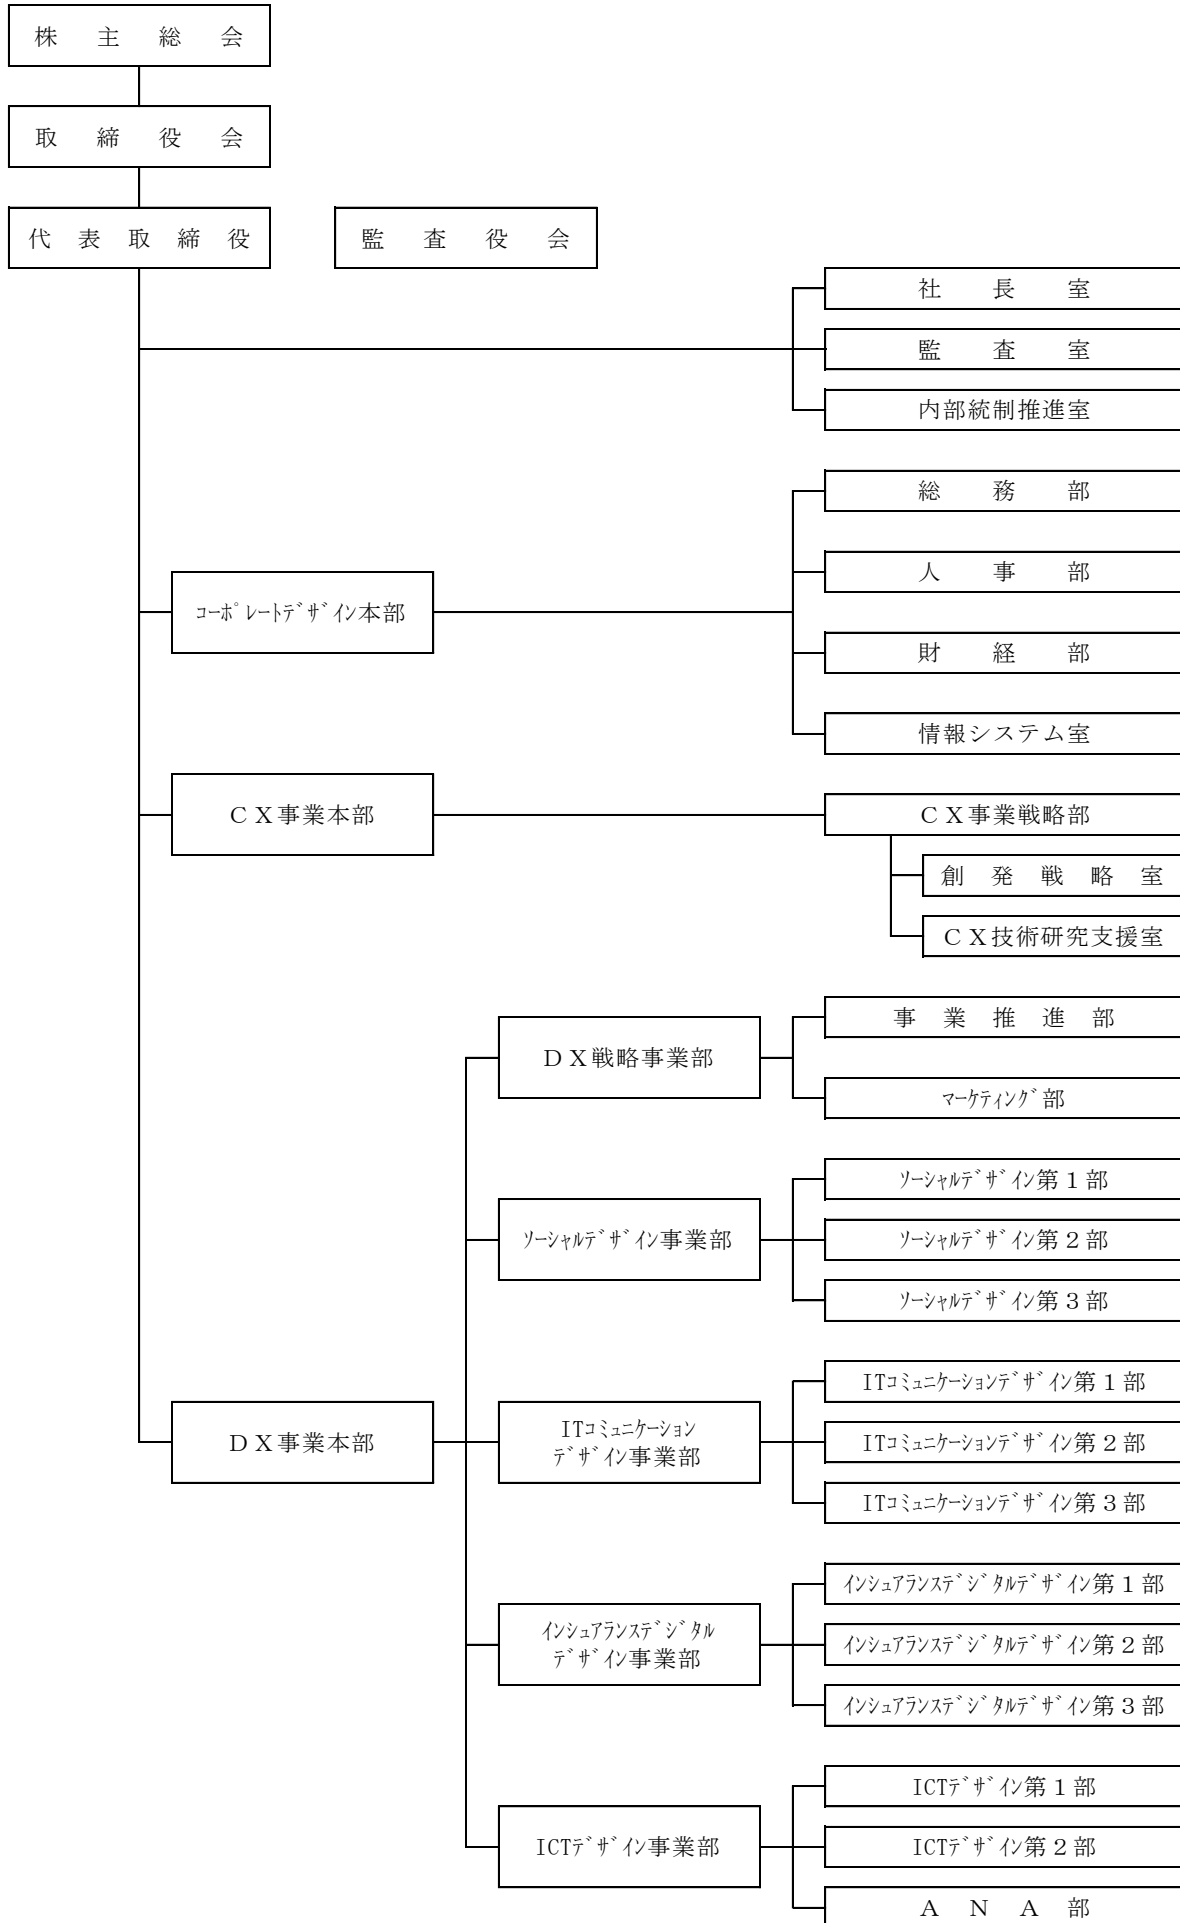 株主総会
取締役会
代表取締役
監査役会
社長室
監査室
内部統制推進室
総務部
人事部
コーポレートデザイン本部
財経部
情報システム室
ＣＸ事業本部
ＣＸ事業戦略部
創発戦略室
ＣＸ技術研究支援室
事業推進部
ＤＸ戦略事業部
マーケティング部
ソーシャルデザイン第１部
ソーシャルデザイン事業部
ソーシャルデザイン第２部
ソーシャルデザイン第３部
ITコミュニケーションデザイン第１部
ＤＸ事業本部
ITコミュニケーション
デザイン事業部
ITコミュニケーションデザイン第２部
ITコミュニケーションデザイン第３部
インシュアランスデジタルデザイン第１部
インシュアランスデジタル
デザイン事業部
インシュアランスデジタルデザイン第２部
インシュアランスデジタルデザイン第３部
ICTデザイン第１部
ICTデザイン事業部
ICTデザイン第２部
ＡＮＡ部